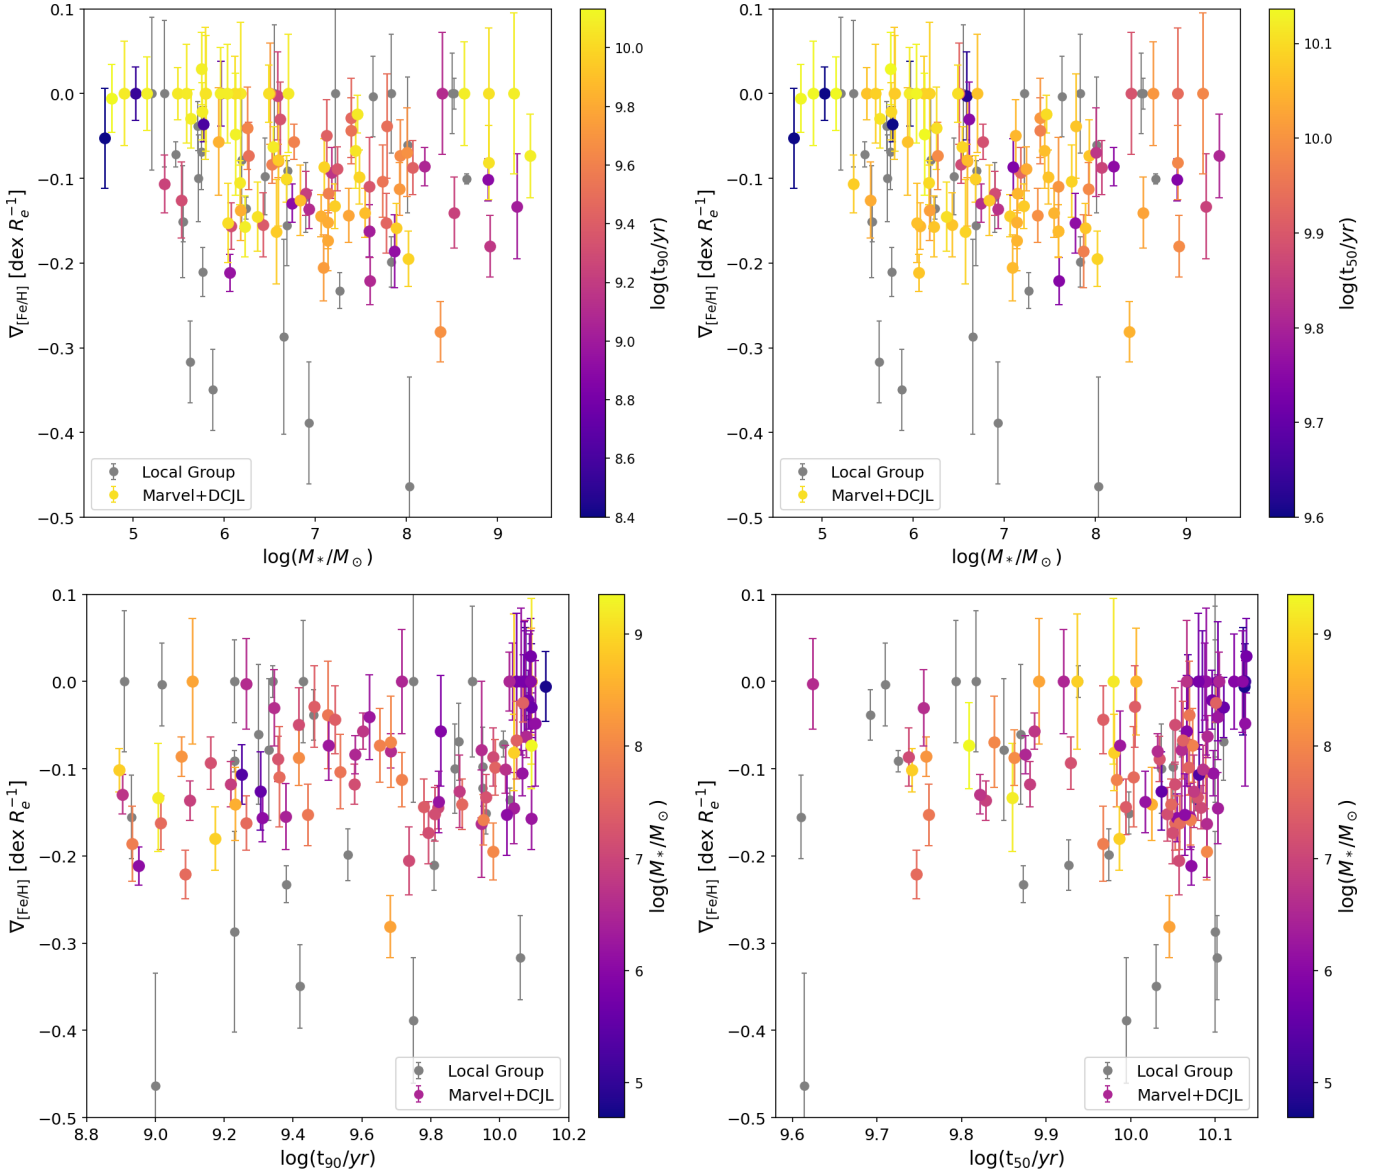 0.1
0.0
−0.1
−0.2
−0.3
−0.4
−0.5
∇[Fe/H] [dex Re−1]
5 6 7 8 9
log(M*/M⊙)
Local Group
Marvel+DCJL
10.0
9.8
9.6
9.4
9.2
9.0
8.8
8.6
8.4
log(t90/yr)
0.1
0.0
−0.1
−0.2
−0.3
−0.4
−0.5
∇[Fe/H] [dex Re−1]
5 6 7 8 9
log(M*/M⊙)
Local Group
Marvel+DCJL
10.1
10.0
9.9
9.8
9.7
9.6
log(t50/yr)
0.1
0.0
−0.1
−0.2
−0.3
−0.4
−0.5
∇[Fe/H] [dex Re−1]
8.8 9.0 9.2 9.4 9.6 9.8 10.0 10.2
log(t90/yr)
Local Group
Marvel+DCJL
9
8
7
6
5
log(M*/M⊙)
0.1
0.0
−0.1
−0.2
−0.3
−0.4
−0.5
∇[Fe/H] [dex Re−1]
9.6 9.7 9.8 9.9 10.0 10.1
log(t50/yr)
Local Group
Marvel+DCJL
9
8
7
6
5
log(M*/M⊙)